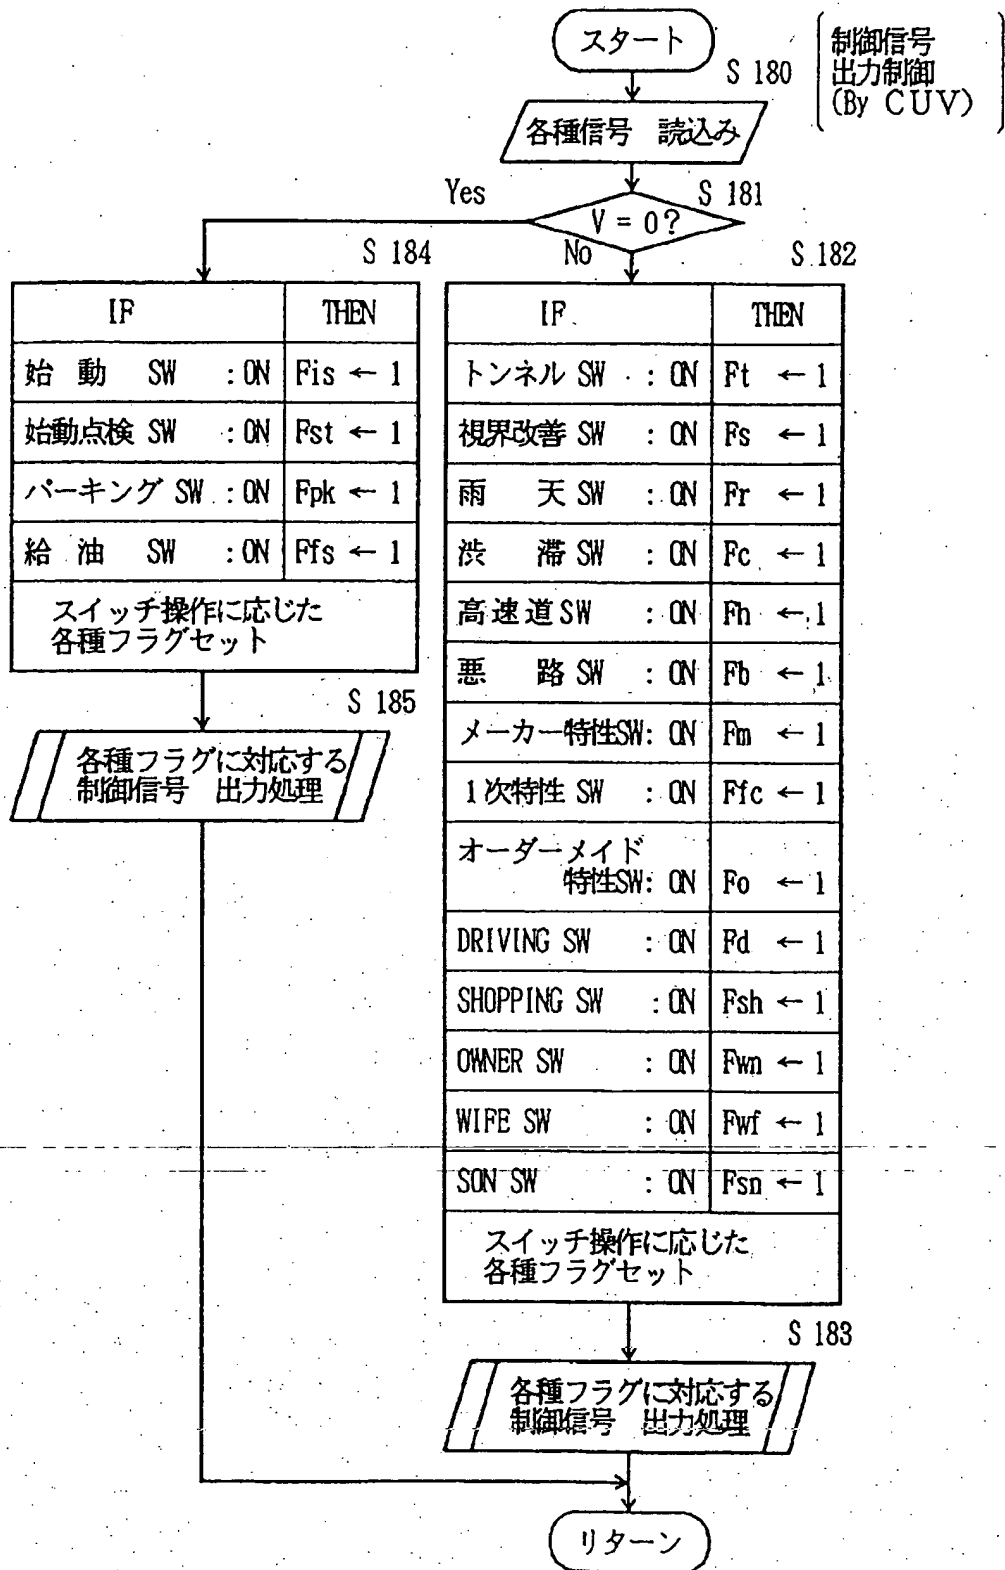 スタート
制御信号
出力制御
(By CUV)
S 180
各種信号 読込み
S 181
V = 0?
Yes
No
S 184
IF THEN
始動 SW :ON Fis ← 1
始動点検 SW :ON Fst ← 1
パーキング SW :ON Fpk ← 1
給油 SW :ON Ffs ← 1
スイッチ操作に応じた
各種フラグセット
S 185
各種フラグに対応する
制御信号 出力処理
S 182
IF THEN
トンネル SW : ON Ft ← 1
視界改善 SW : ON Fs ← 1
雨天 SW : ON Fr ← 1
渋滞 SW : ON Fc ← 1
高速道 SW : ON Fh ← 1
悪路 SW : ON Fb ← 1
メーカー特性SW: ON Fm ← 1
1次特性 SW : ON Ffc ← 1
オーダーメイド
特性SW: ON Fo ← 1
DRIVING SW : ON Fd ← 1
SHOPPING SW : ON Fsh ← 1
OWNER SW : ON Fwn ← 1
WIFE SW : ON Fwf ← 1
SON SW : ON Fsn ← 1
スイッチ操作に応じた
各種フラグセット
S 183
各種フラグに対応する
制御信号 出力処理
リターン